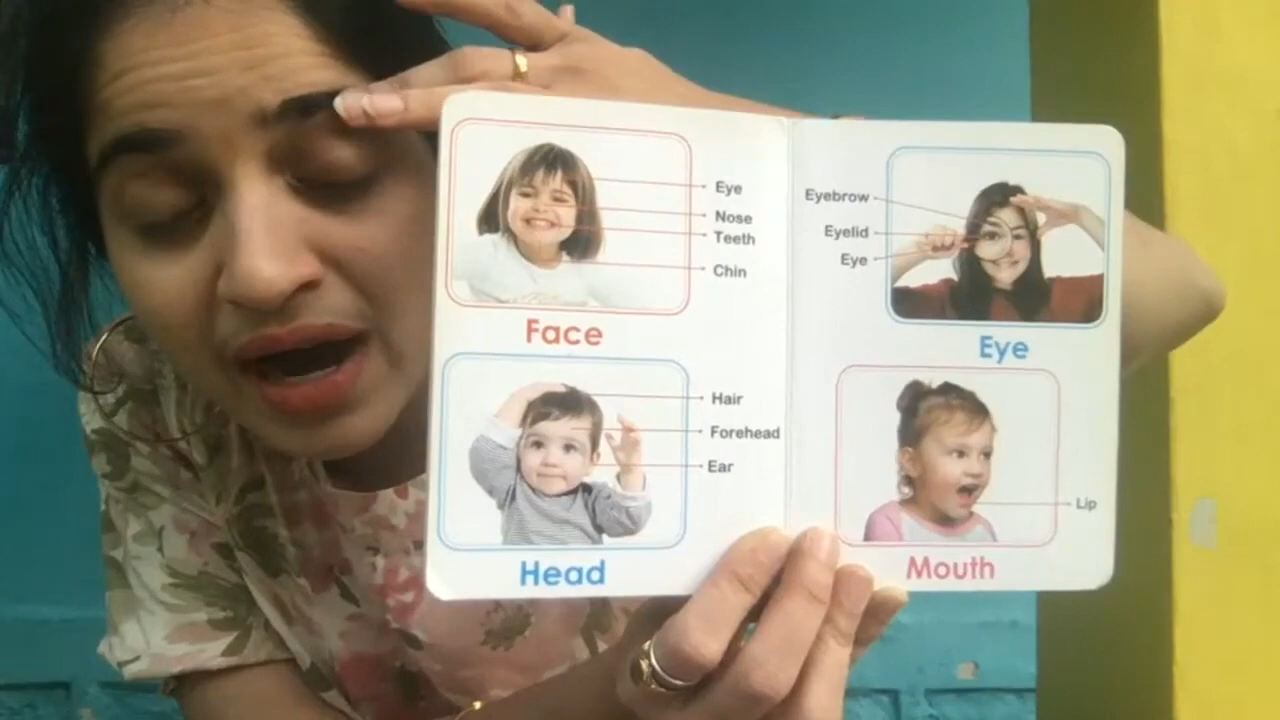 Eye
Nose
Teeth
Chin
Face
Hair
Forehead
Ear
Head
Eyebrow
Eyelid
Eye
Eye
Lip
Mouth